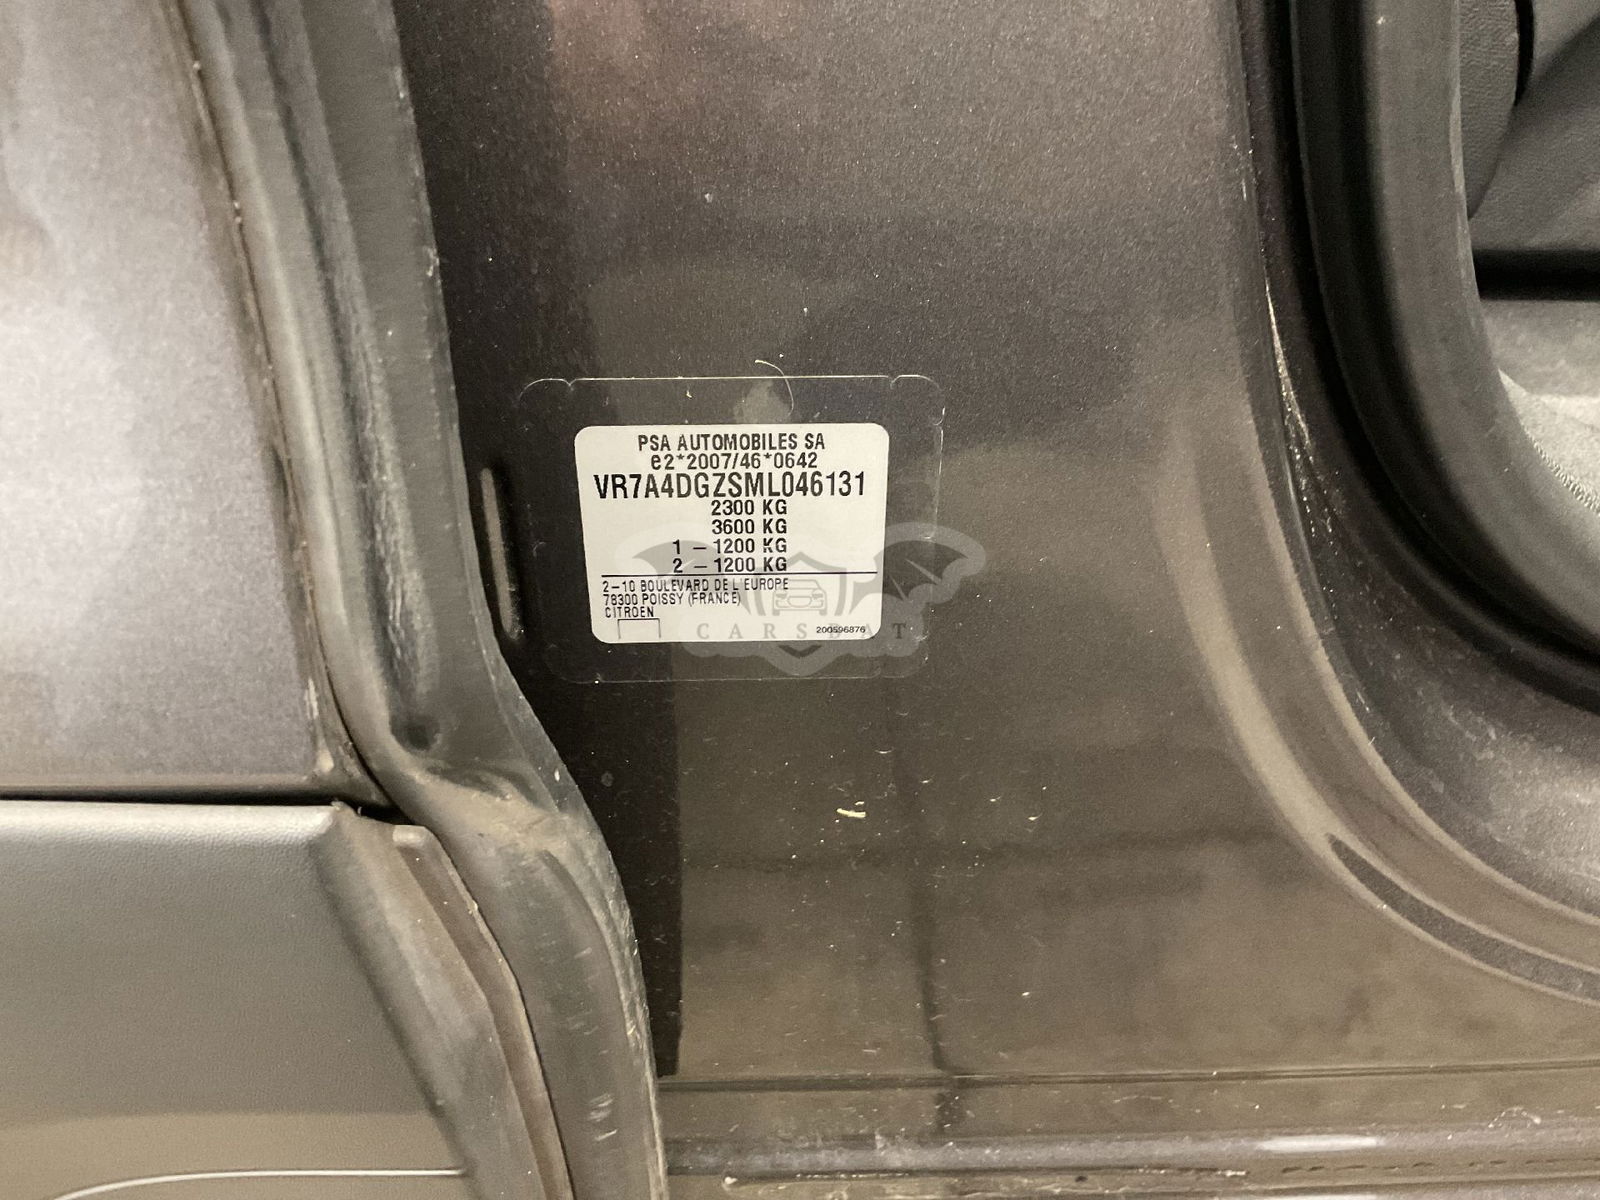 PSA AUTOMOBILES SA
e2*2007/46*0642
VR7A4DGZSML046131
2300 KG
3600 KG
1 – 1200 KG
2 – 1200 KG
2–10 BOULEVARD DE L'EUROPE
78300 POISSY (FRANCE)
CITROEN
200596876
CARSBAT